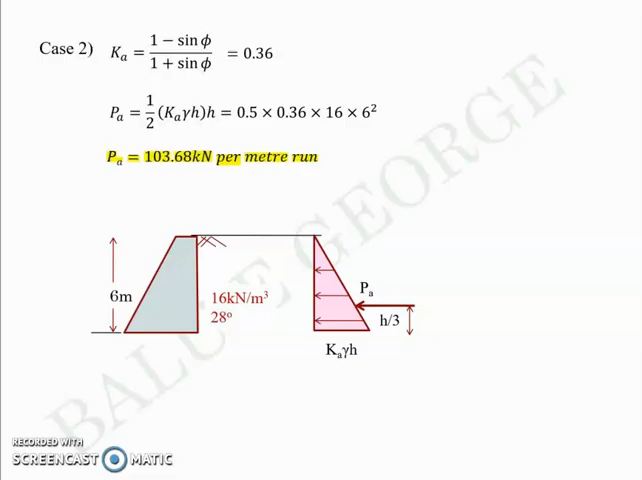 Case 2) Kₐ = (1 − sin ϕ)/(1 + sin ϕ) = 0.36
Pₐ = 1/2 (Kₐγh)h = 0.5 × 0.36 × 16 × 6²
Pₐ = 103.68kN per metre run
6m
16kN/m³
28ᵒ
Pₐ
h/3
Kₐγh
BALU E GEORGE
RECORDED WITH
SCREENCAST MATIC